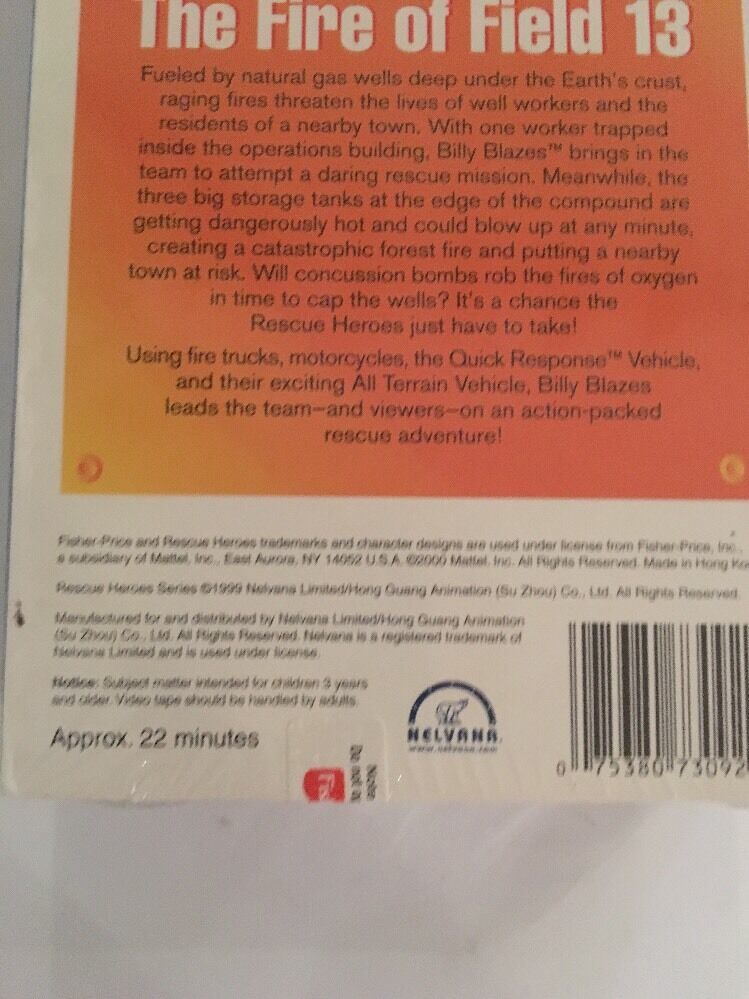 The Fire of Field 13
Fueled by natural gas wells deep under the Earth's crust,
raging fires threaten the lives of well workers and the
residents of a nearby town. With one worker trapped
inside the operations building, Billy Blazes™ brings in the
team to attempt a daring rescue mission. Meanwhile, the
three big storage tanks at the edge of the compound are
getting dangerously hot and could blow up at any minute,
creating a catastrophic forest fire and putting a nearby
town at risk. Will concussion bombs rob the fires of oxygen
in time to cap the wells? It's a chance the
Rescue Heroes just have to take!
Using fire trucks, motorcycles, the Quick Response™ Vehicle,
and their exciting All Terrain Vehicle, Billy Blazes
leads the team–and viewers–on an action-packed
rescue adventure!
Fisher-Price and Rescue Heroes trademarks and character designs are used under license from Fisher-Price, Inc.,
a subsidiary of Mattel, Inc., East Aurora, NY 14052 U.S.A. ©2000 Mattel, Inc. All Rights Reserved. Made in Hong Ko
Rescue Heroes Series ©1999 Nelvana Limited/Hong Guang Animation (Su Zhou) Co., Ltd. All Rights Reserved.
Manufactured for and distributed by Nelvana Limited/Hong Guang Animation
(Su Zhou) Co., Ltd. All Rights Reserved. Nelvana is a registered trademark of
Nelvana Limited and is used under license.
Notice: Subject matter intended for children 3 years
and older. Video tape should be handled by adults.
Approx. 22 minutes
NELVANA
www.nelvana.com
0 75380 73092